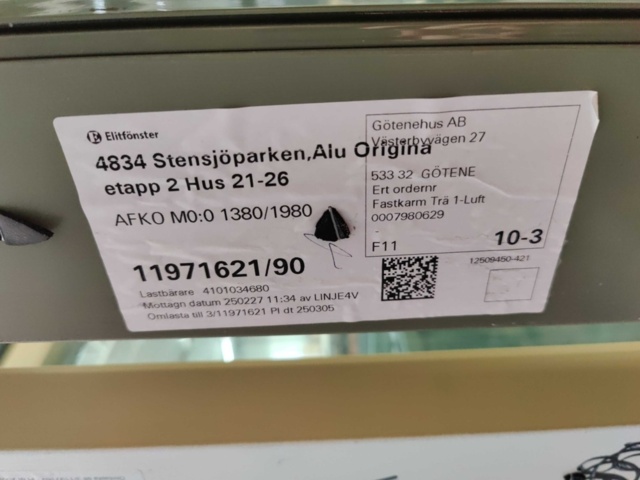 Elitfönster
4834 Stensjöparken,Alu Origina
etapp 2 Hus 21-26
AFKO M0:0 1380/1980
11971621/90
Lastbärare 4101034680
Mottagn datum 250227 11:34 av LINJE4V
Omlasta till 3/11971621 Pl dt 250305
Götenehus AB
Västerbyvägen 27
533 32 GÖTENE
Ert ordernr
Fastkarm Trä 1-Luft
0007980629
F11
10-3
12509450-421